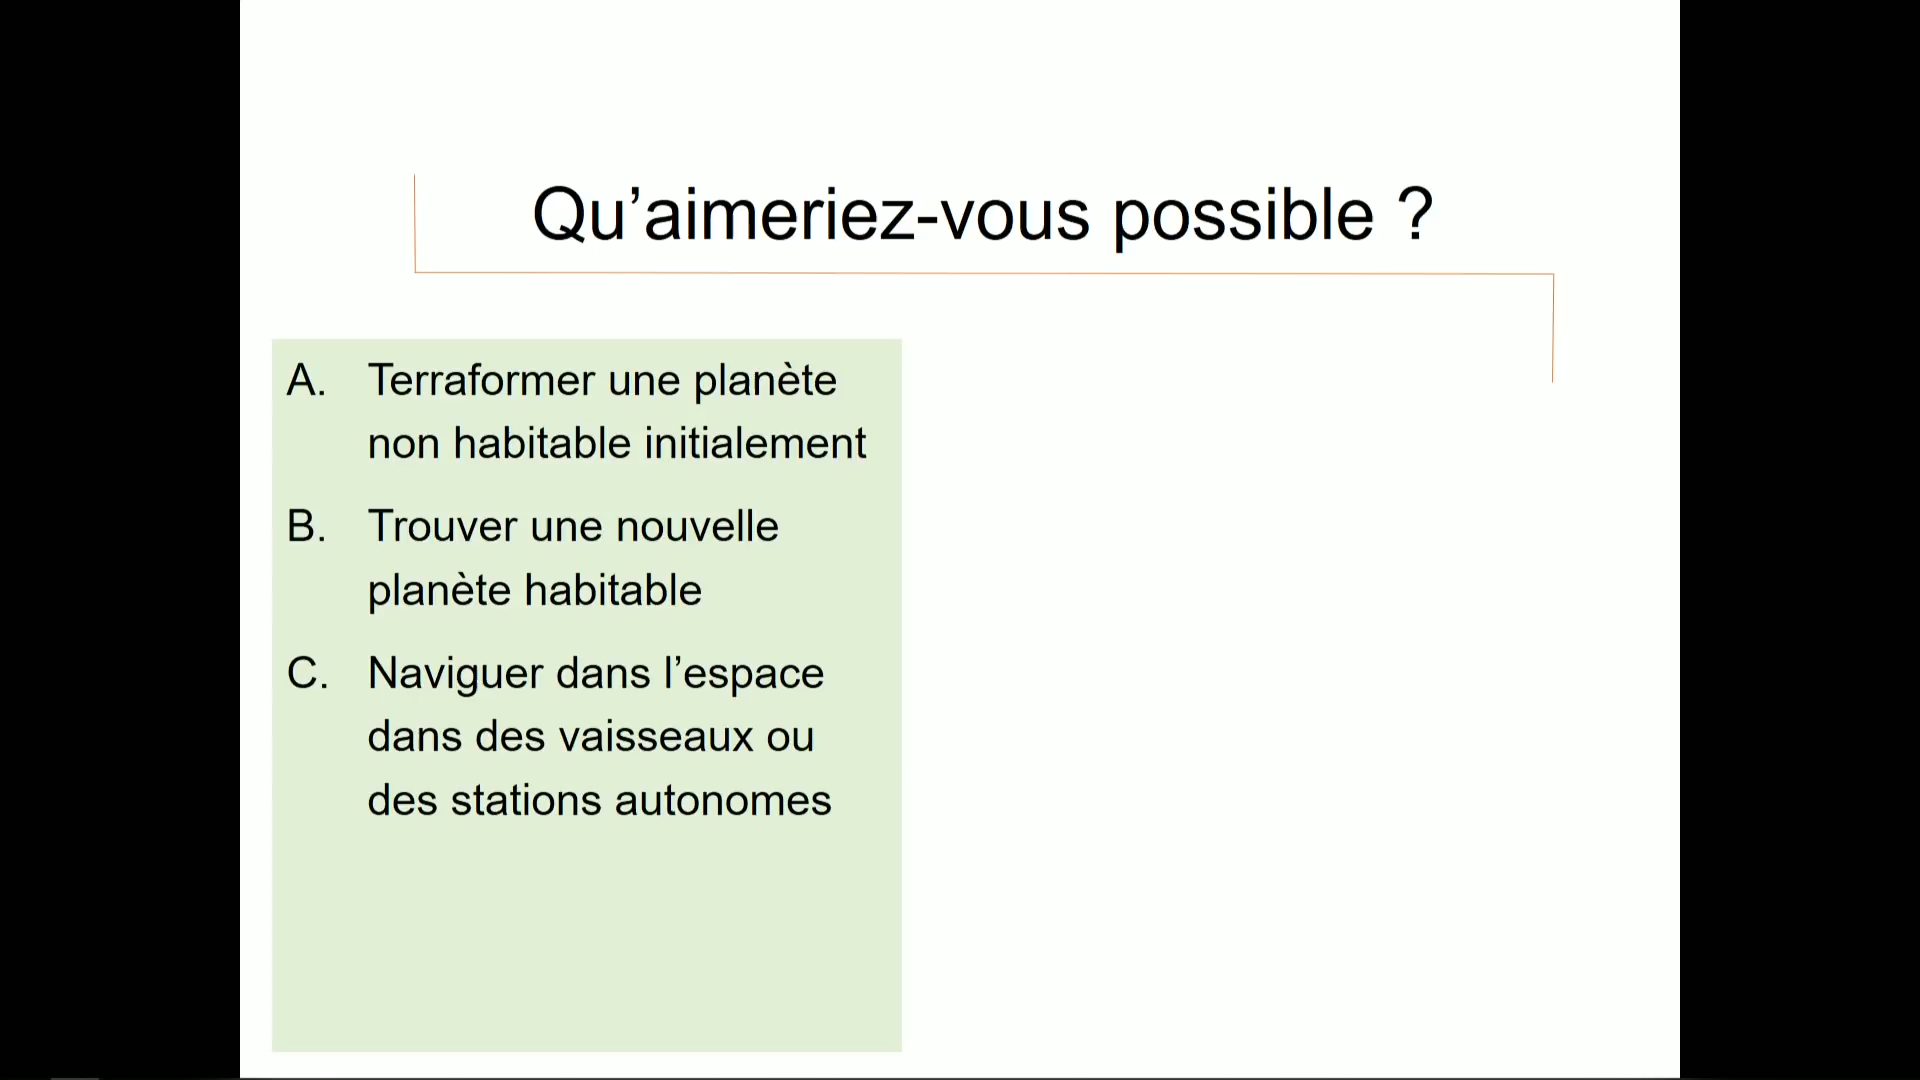 Qu’aimeriez-vous possible ?
A. Terraformer une planète
non habitable initialement
B. Trouver une nouvelle
planète habitable
C. Naviguer dans l’espace
dans des vaisseaux ou
des stations autonomes